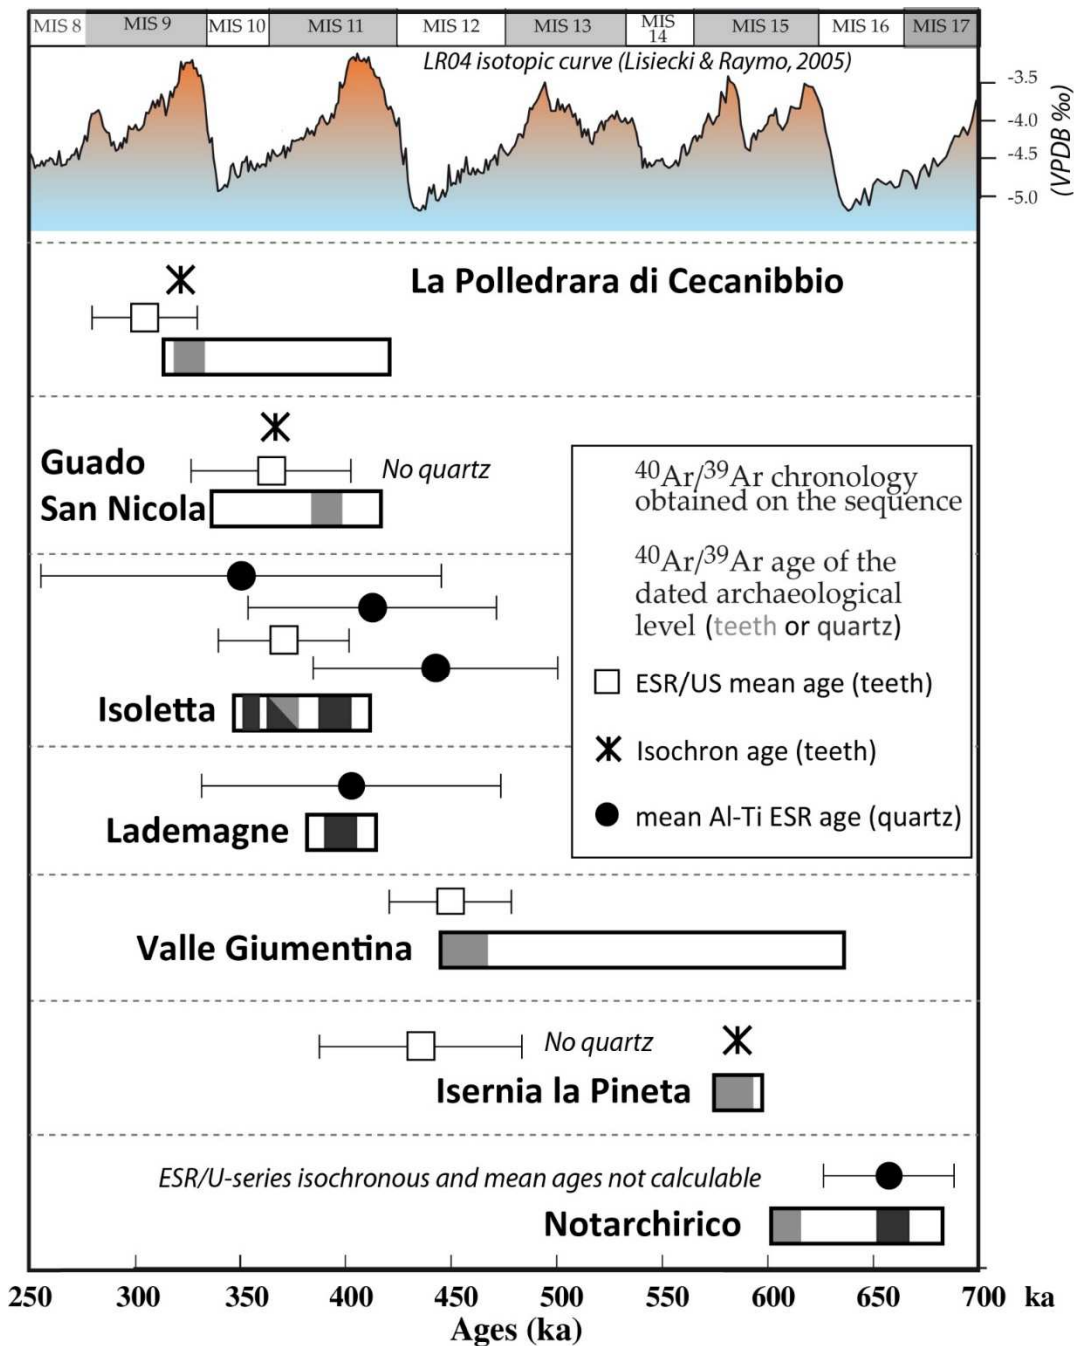 MIS 8 MIS 9 MIS 10 MIS 11 MIS 12 MIS 13 MIS 14 MIS 15 MIS 16 MIS 17
LR04 isotopic curve (Lisiecki & Raymo, 2005)
-3.5
-4.0
-4.5
-5.0
(VPDB ‰)
La Polledrara di Cecanibbio
Guado
San Nicola
No quartz
⁴⁰Ar/³⁹Ar chronology
obtained on the sequence
⁴⁰Ar/³⁹Ar age of the
dated archaeological
level (teeth or quartz)
ESR/US mean age (teeth)
Isochron age (teeth)
mean Al-Ti ESR age (quartz)
Isoletta
Lademagne
Valle Giumentina
No quartz
Isernia la Pineta
ESR/U-series isochronous and mean ages not calculable
Notarchirico
250 300 350 400 450 500 550 600 650 700 ka
Ages (ka)